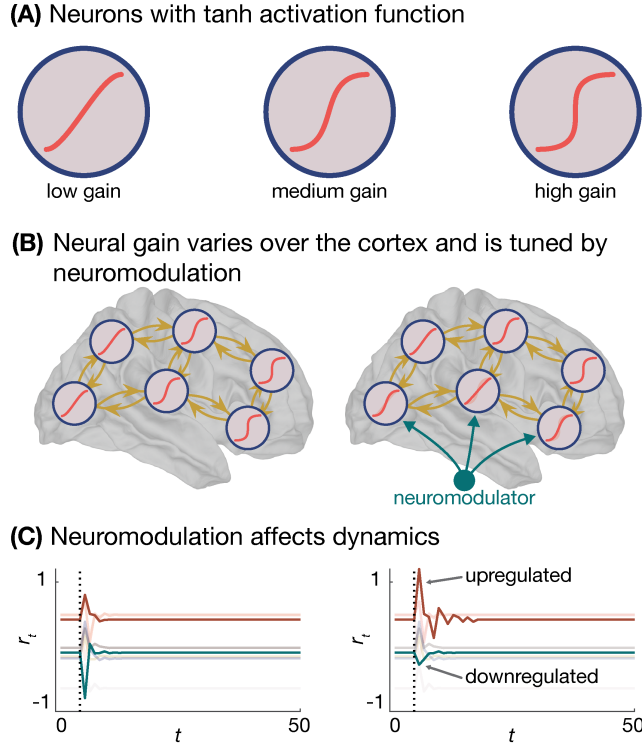 (A) Neurons with tanh activation function
low gain
medium gain
high gain
(B) Neural gain varies over the cortex and is tuned by
neuromodulation
neuromodulator
(C) Neuromodulation affects dynamics
1
r_t
-1
0
50
t
1
upregulated
r_t
downregulated
-1
0
50
t